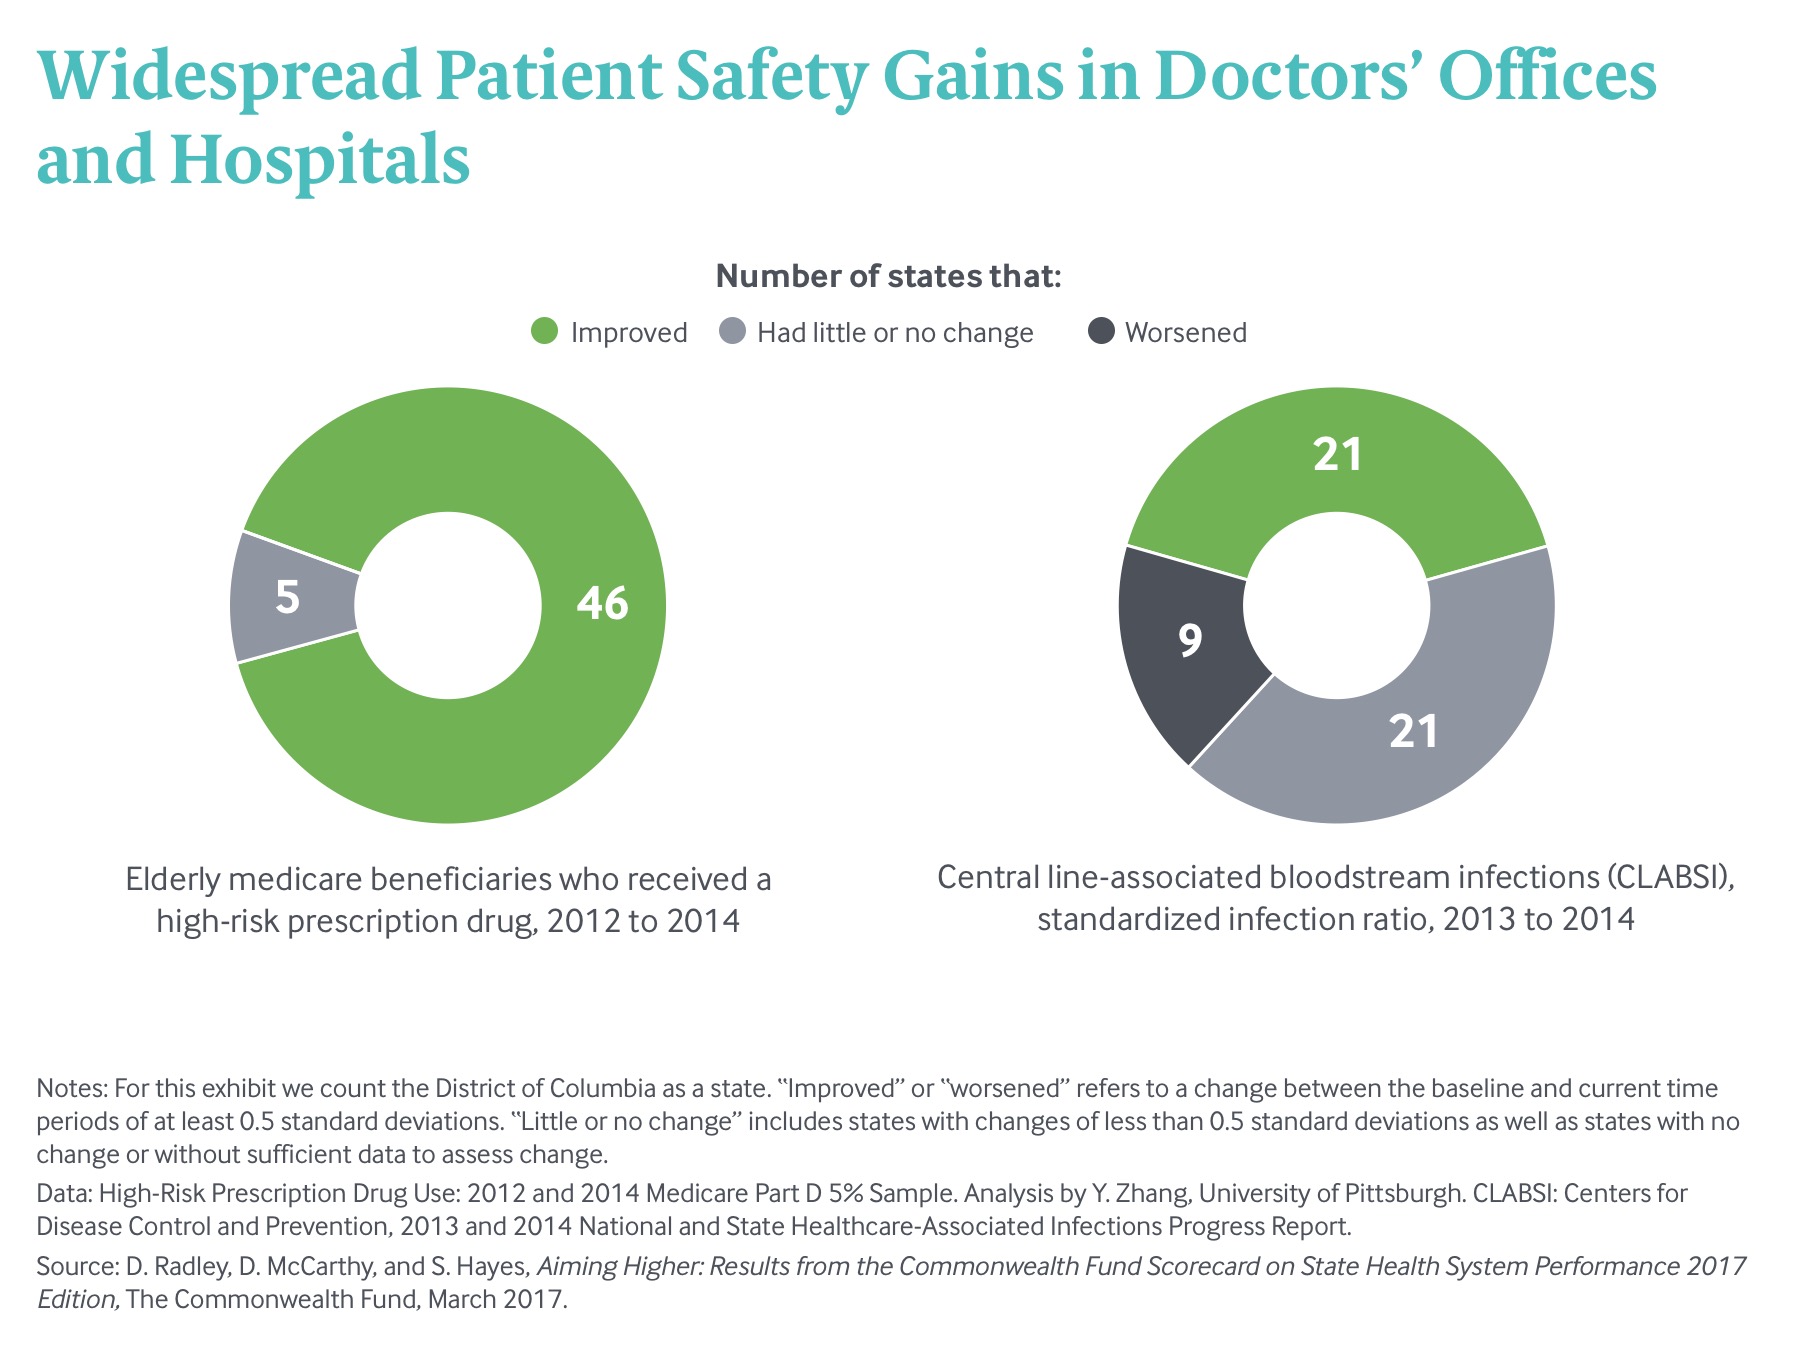 Widespread Patient Safety Gains in Doctors’ Offices
and Hospitals
Number of states that:
Improved
Had little or no change
Worsened
5
46
21
9
21
Elderly medicare beneficiaries who received a
high-risk prescription drug, 2012 to 2014
Central line-associated bloodstream infections (CLABSI),
standardized infection ratio, 2013 to 2014
Notes: For this exhibit we count the District of Columbia as a state. “Improved” or “worsened” refers to a change between the baseline and current time
periods of at least 0.5 standard deviations. “Little or no change” includes states with changes of less than 0.5 standard deviations as well as states with no
change or without sufficient data to assess change.
Data: High-Risk Prescription Drug Use: 2012 and 2014 Medicare Part D 5% Sample. Analysis by Y. Zhang, University of Pittsburgh. CLABSI: Centers for
Disease Control and Prevention, 2013 and 2014 National and State Healthcare-Associated Infections Progress Report.
Source: D. Radley, D. McCarthy, and S. Hayes, Aiming Higher: Results from the Commonwealth Fund Scorecard on State Health System Performance 2017
Edition, The Commonwealth Fund, March 2017.